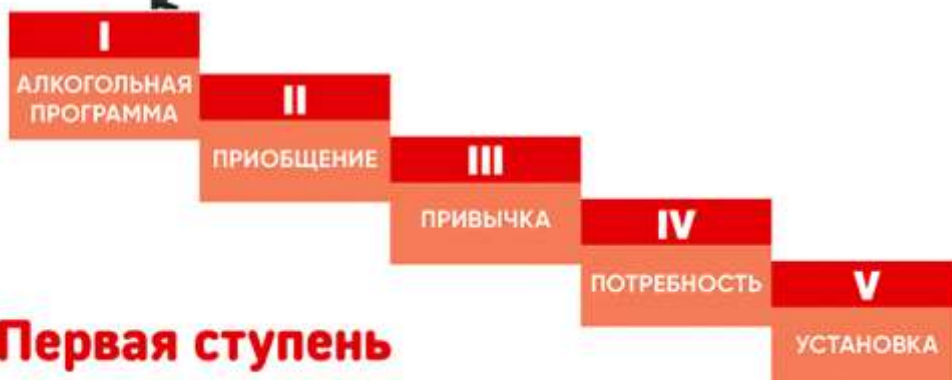 I
АЛКОГОЛЬНАЯ
ПРОГРАММА
II
ПРИОБЩЕНИЕ
III
ПРИВЫЧКА
IV
ПОТРЕБНОСТЬ
V
УСТАНОВКА
Первая ступень